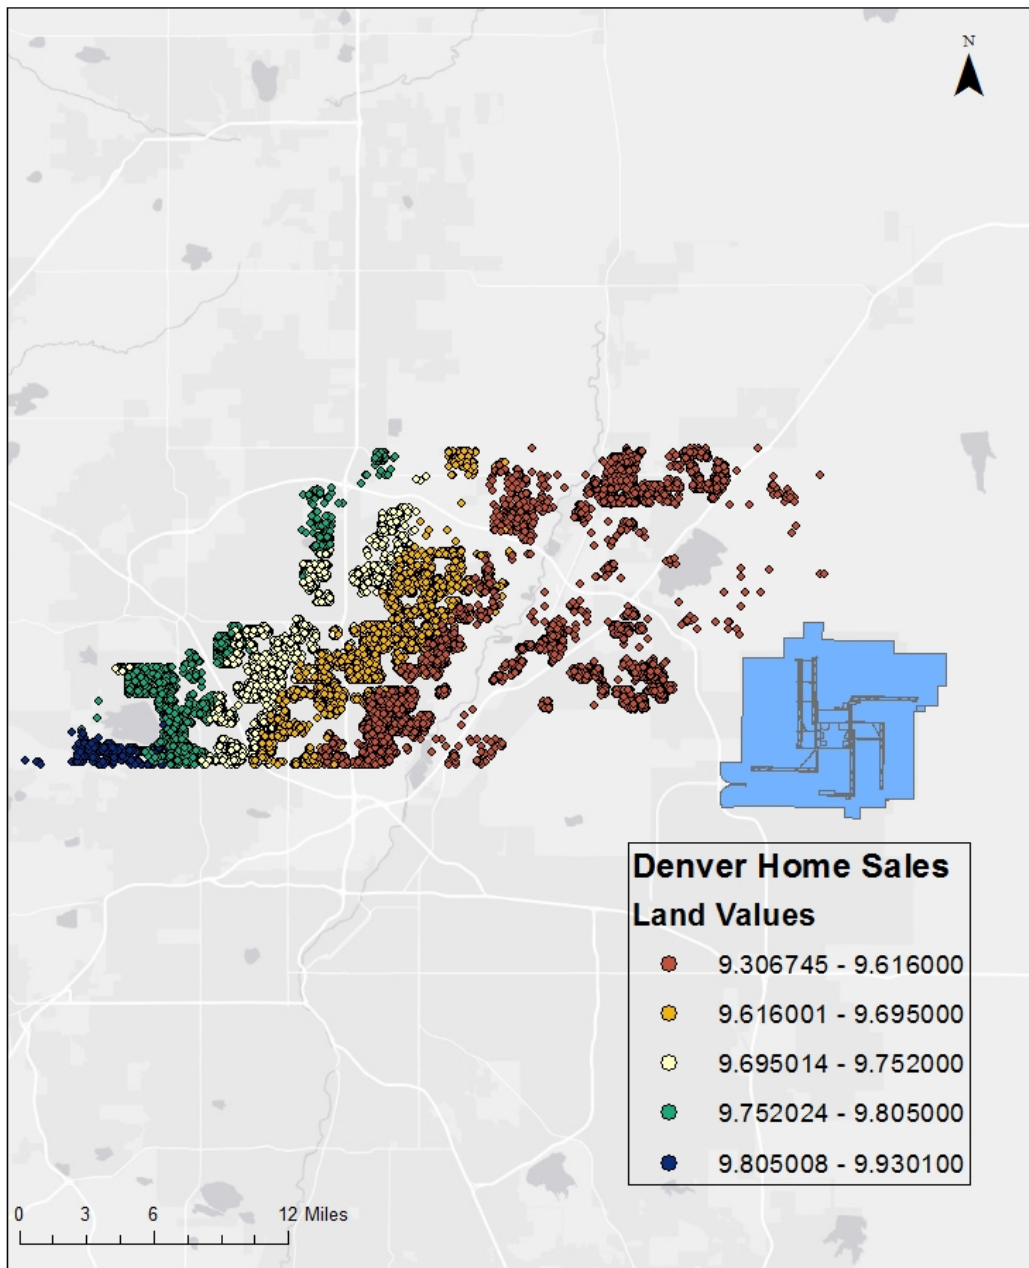 N
Denver Home Sales
Land Values
9.306745 - 9.616000
9.616001 - 9.695000
9.695014 - 9.752000
9.752024 - 9.805000
9.805008 - 9.930100
0 3 6 12 Miles